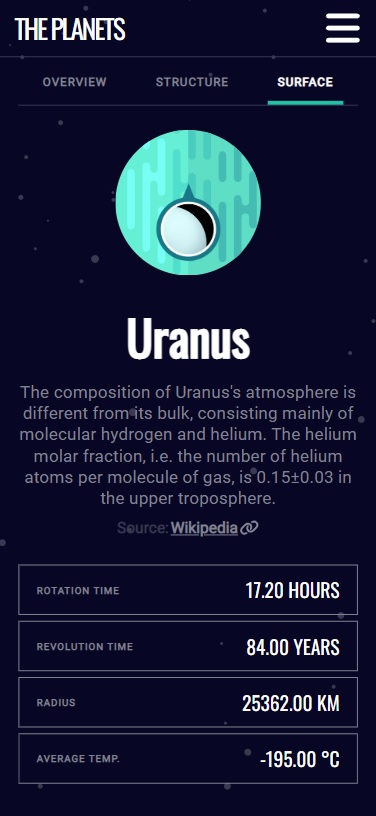 THE PLANETS
OVERVIEW STRUCTURE SURFACE
Uranus
The composition of Uranus's atmosphere is
different from its bulk, consisting mainly of
molecular hydrogen and helium. The helium
molar fraction, i.e. the number of helium
atoms per molecule of gas, is 0.15±0.03 in
the upper troposphere.
Source: Wikipedia
ROTATION TIME 17.20 HOURS
REVOLUTION TIME 84.00 YEARS
RADIUS 25362.00 KM
AVERAGE TEMP. -195.00 °C